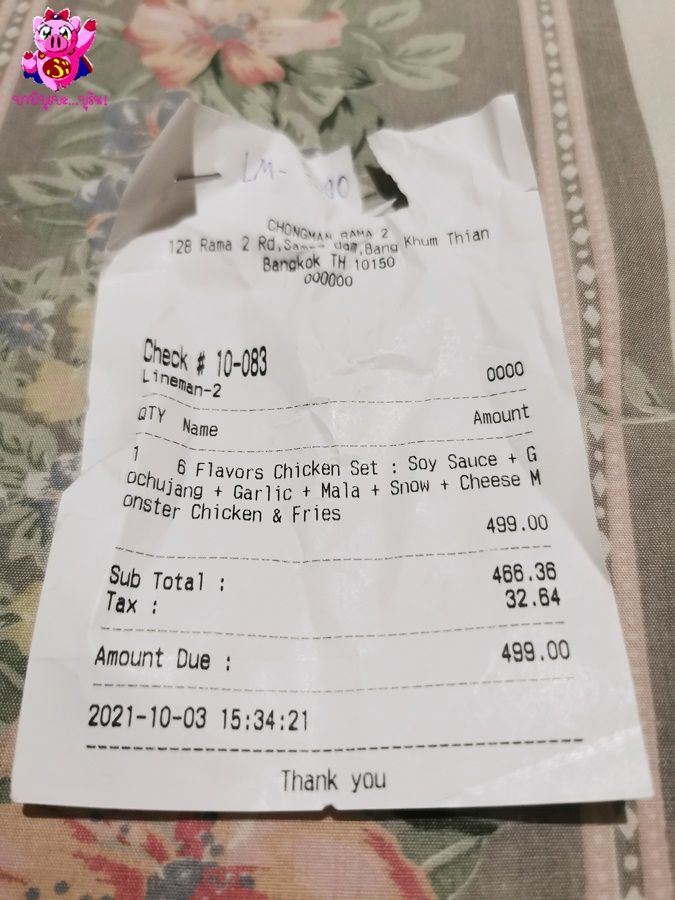 LM-
CHONGMAN RAMA 2
128 Rama 2 Rd,Same dam,Bang Khum Thian
Bangkok TH 10150
000000
Check # 10-083
Lineman-2
0000
QTY Name Amount
1 6 Flavors Chicken Set : Soy Sauce + G
ochujang + Garlic + Mala + Snow + Cheese M
onster Chicken & Fries
499.00
Sub Total : 466.36
Tax : 32.64
Amount Due : 499.00
2021-10-03 15:34:21
Thank you